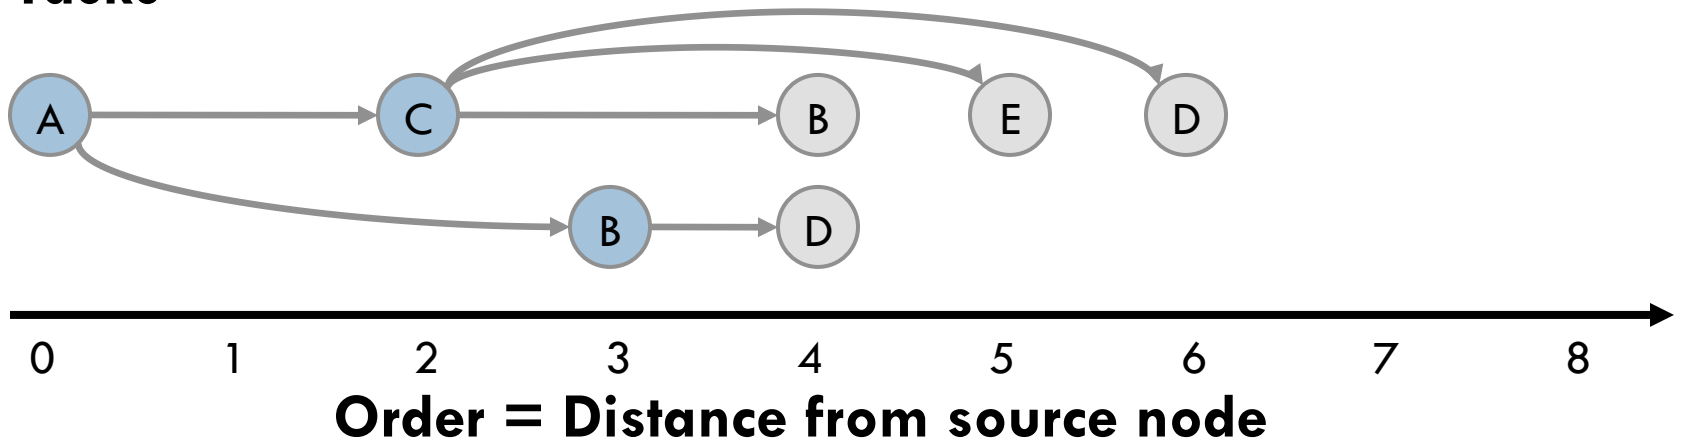 A C B E D
B D
0 1 2 3 4 5 6 7 8
Order = Distance from source node